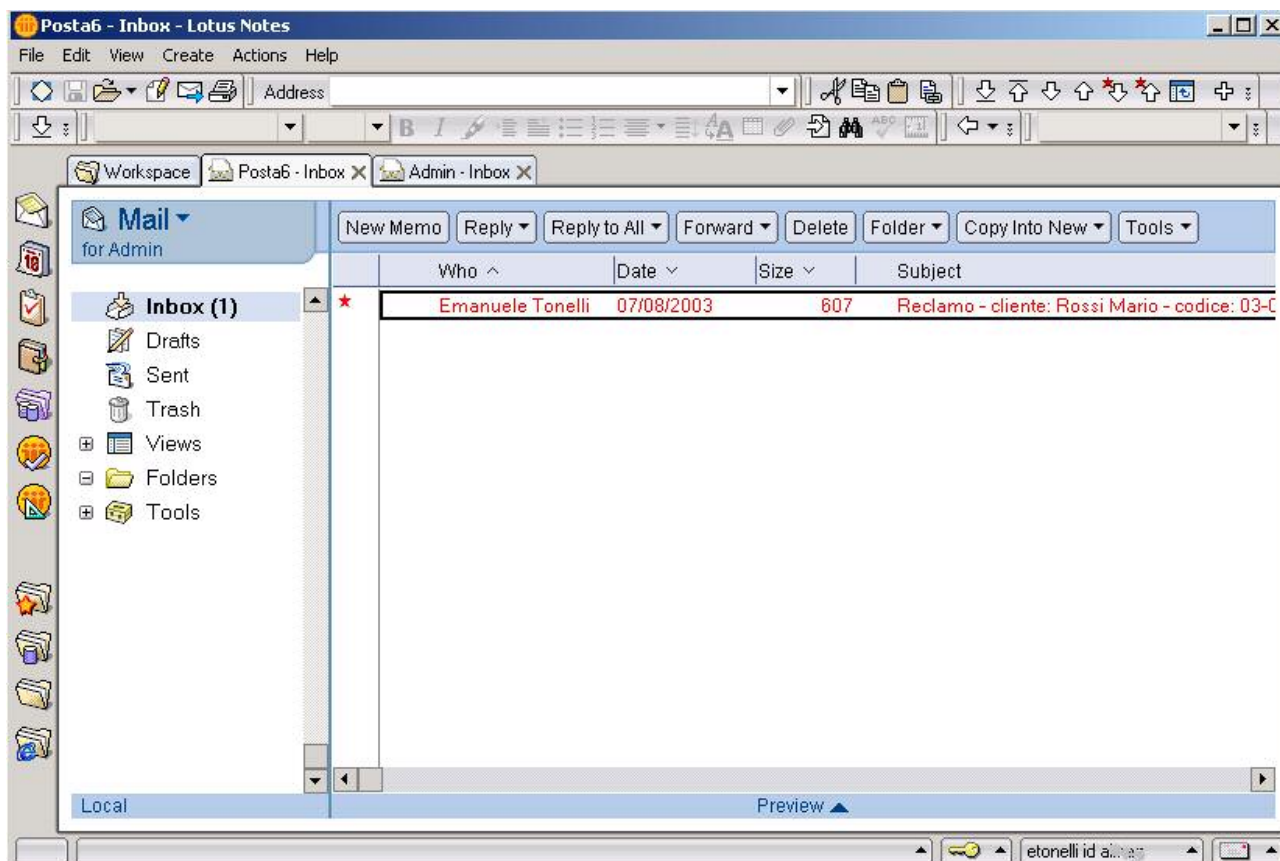 Posta6 - Inbox - Lotus Notes
File Edit View Create Actions Help
Address
B I
ABC
Workspace Posta6 - Inbox Admin - Inbox
Mail
for Admin
New Memo Reply Reply to All Forward Delete Folder Copy Into New Tools
Who Date Size Subject
Emanuele Tonelli 07/08/2003 607 Reclamo - cliente: Rossi Mario - codice: 03-
Inbox (1)
Drafts
Sent
Trash
Views
Folders
Tools
Local
Preview
etonelli id